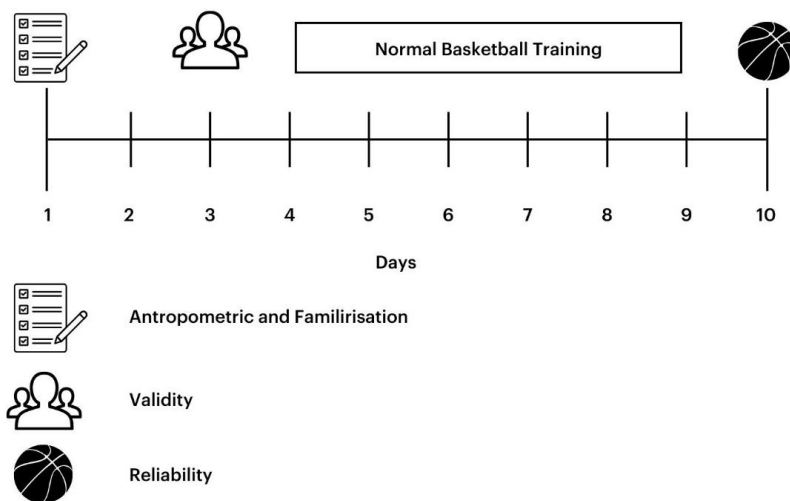 Normal Basketball Training
1 2 3 4 5 6 7 8 9 10
Days
Antropometric and Familirisation
Validity
Reliability